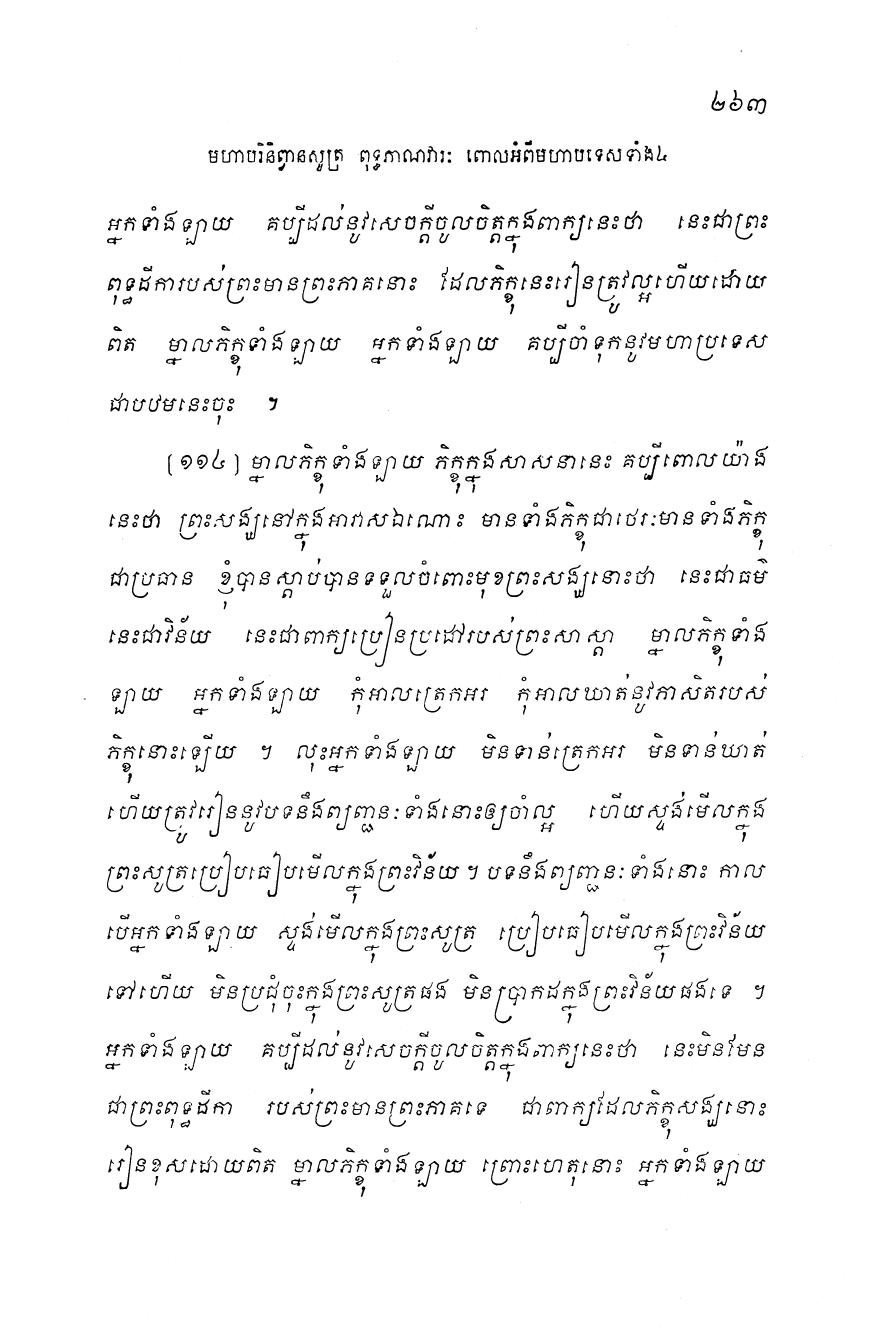 ២៦៣
មហាបរិនិព្វានសូត្រ ពុទ្ធភាណវារៈ ពោលអំពីមហាបទេសទាំង៤
អ្នកទាំងឡាយ គប្បីដល់នូវសេចក្តីចូលចិត្តក្នុងពាក្យនេះថា នេះជាព្រះ
ពុទ្ធដីការបស់ព្រះមានព្រះភាគនោះ ដែលភិក្ខុនេះរៀនត្រូវល្អហើយដោយ
ពិត ម្នាលភិក្ខុទាំងឡាយ អ្នកទាំងឡាយ គប្បីចាំទុកនូវមហាប្រទេស
ជាបឋមនេះចុះ ។
[១១៤] ម្នាលភិក្ខុទាំងឡាយ ភិក្ខុក្នុងសាសនានេះ គប្បីពោលយ៉ាង
នេះថា ព្រះសង្ឃនៅក្នុងអាវាសឯណោះ មានទាំងភិក្ខុជាថេរៈមានទាំងភិក្ខុ
ជាប្រធាន ខ្ញុំបានស្តាប់បានទទួលចំពោះមុខព្រះសង្ឃនោះថា នេះជាធម៌
នេះជាវិន័យ នេះជាពាក្យប្រៀនប្រដៅរបស់ព្រះសាស្តា ម្នាលភិក្ខុទាំង
ឡាយ អ្នកទាំងឡាយ កុំអាលត្រេកអរ កុំអាលឃាត់នូវភាសិតរបស់
ភិក្ខុនោះឡើយ ។ លុះអ្នកទាំងឡាយ មិនទាន់ត្រេកអរ មិនទាន់ឃាត់
ហើយត្រូវរៀននូវបទនឹងព្យញ្ជនៈទាំងនោះឲ្យចាំល្អ ហើយស្ទង់មើលក្នុង
ព្រះសូត្រប្រៀបធៀបមើលក្នុងព្រះវិន័យ ។ បទនឹងព្យញ្ជនៈទាំងនោះ កាល
បើអ្នកទាំងឡាយ ស្ទង់មើលក្នុងព្រះសូត្រ ប្រៀបធៀបមើលក្នុងព្រះវិន័យ
ទៅហើយ មិនប្រជុំចុះក្នុងព្រះសូត្រផង មិនប្រាកដក្នុងព្រះវិន័យផងទេ ។
អ្នកទាំងឡាយ គប្បីដល់នូវសេចក្តីចូលចិត្តក្នុងពាក្យនេះថា នេះមិនមែន
ជាព្រះពុទ្ធដីកា របស់ព្រះមានព្រះភាគទេ ជាពាក្យដែលភិក្ខុសង្ឃនោះ
រៀនខុសដោយពិត ម្នាលភិក្ខុទាំងឡាយ ព្រោះហេតុនោះ អ្នកទាំងឡាយ